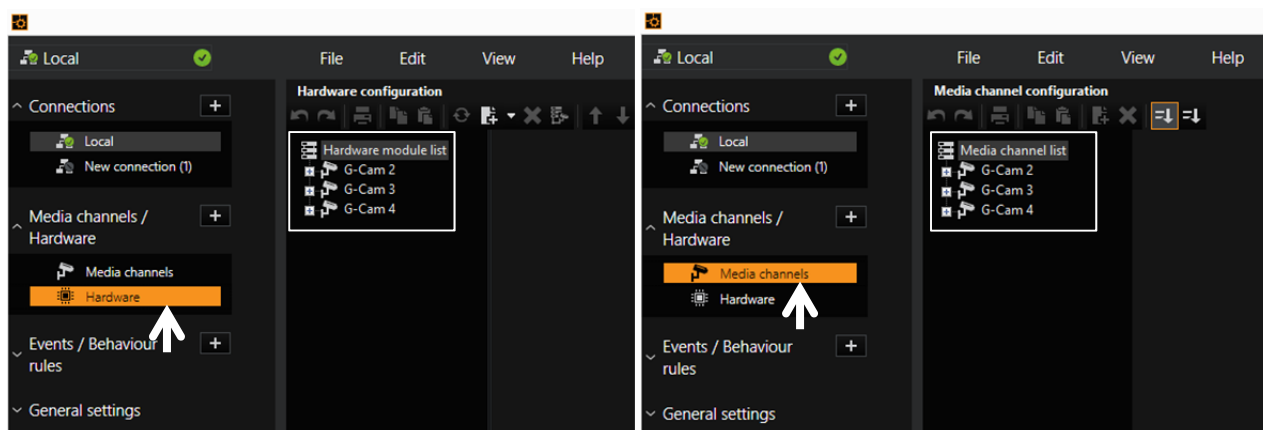 Local
File Edit View Help
Connections
Hardware configuration
Local
New connection (1)
Hardware module list
G-Cam 2
G-Cam 3
G-Cam 4
Media channels /
Hardware
Media channels
Hardware
Events / Behaviour
rules
General settings
Local
File Edit View Help
Connections
Media channel configuration
Local
New connection (1)
Media channel list
G-Cam 2
G-Cam 3
G-Cam 4
Media channels /
Hardware
Media channels
Hardware
Events / Behaviour
rules
General settings